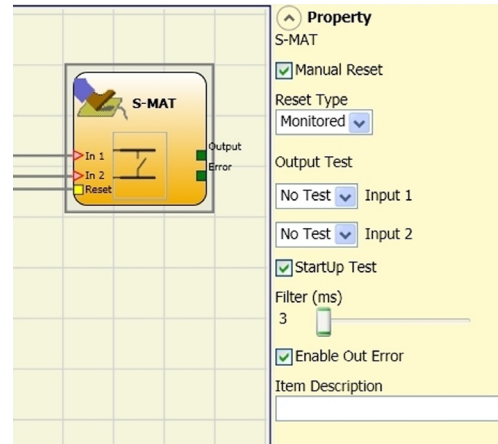 S-MAT
In 1
In 2
Reset
Output
Error
Property
S-MAT
Manual Reset
Reset Type
Monitored
Output Test
No Test Input 1
No Test Input 2
StartUp Test
Filter (ms)
3
Enable Out Error
Item Description